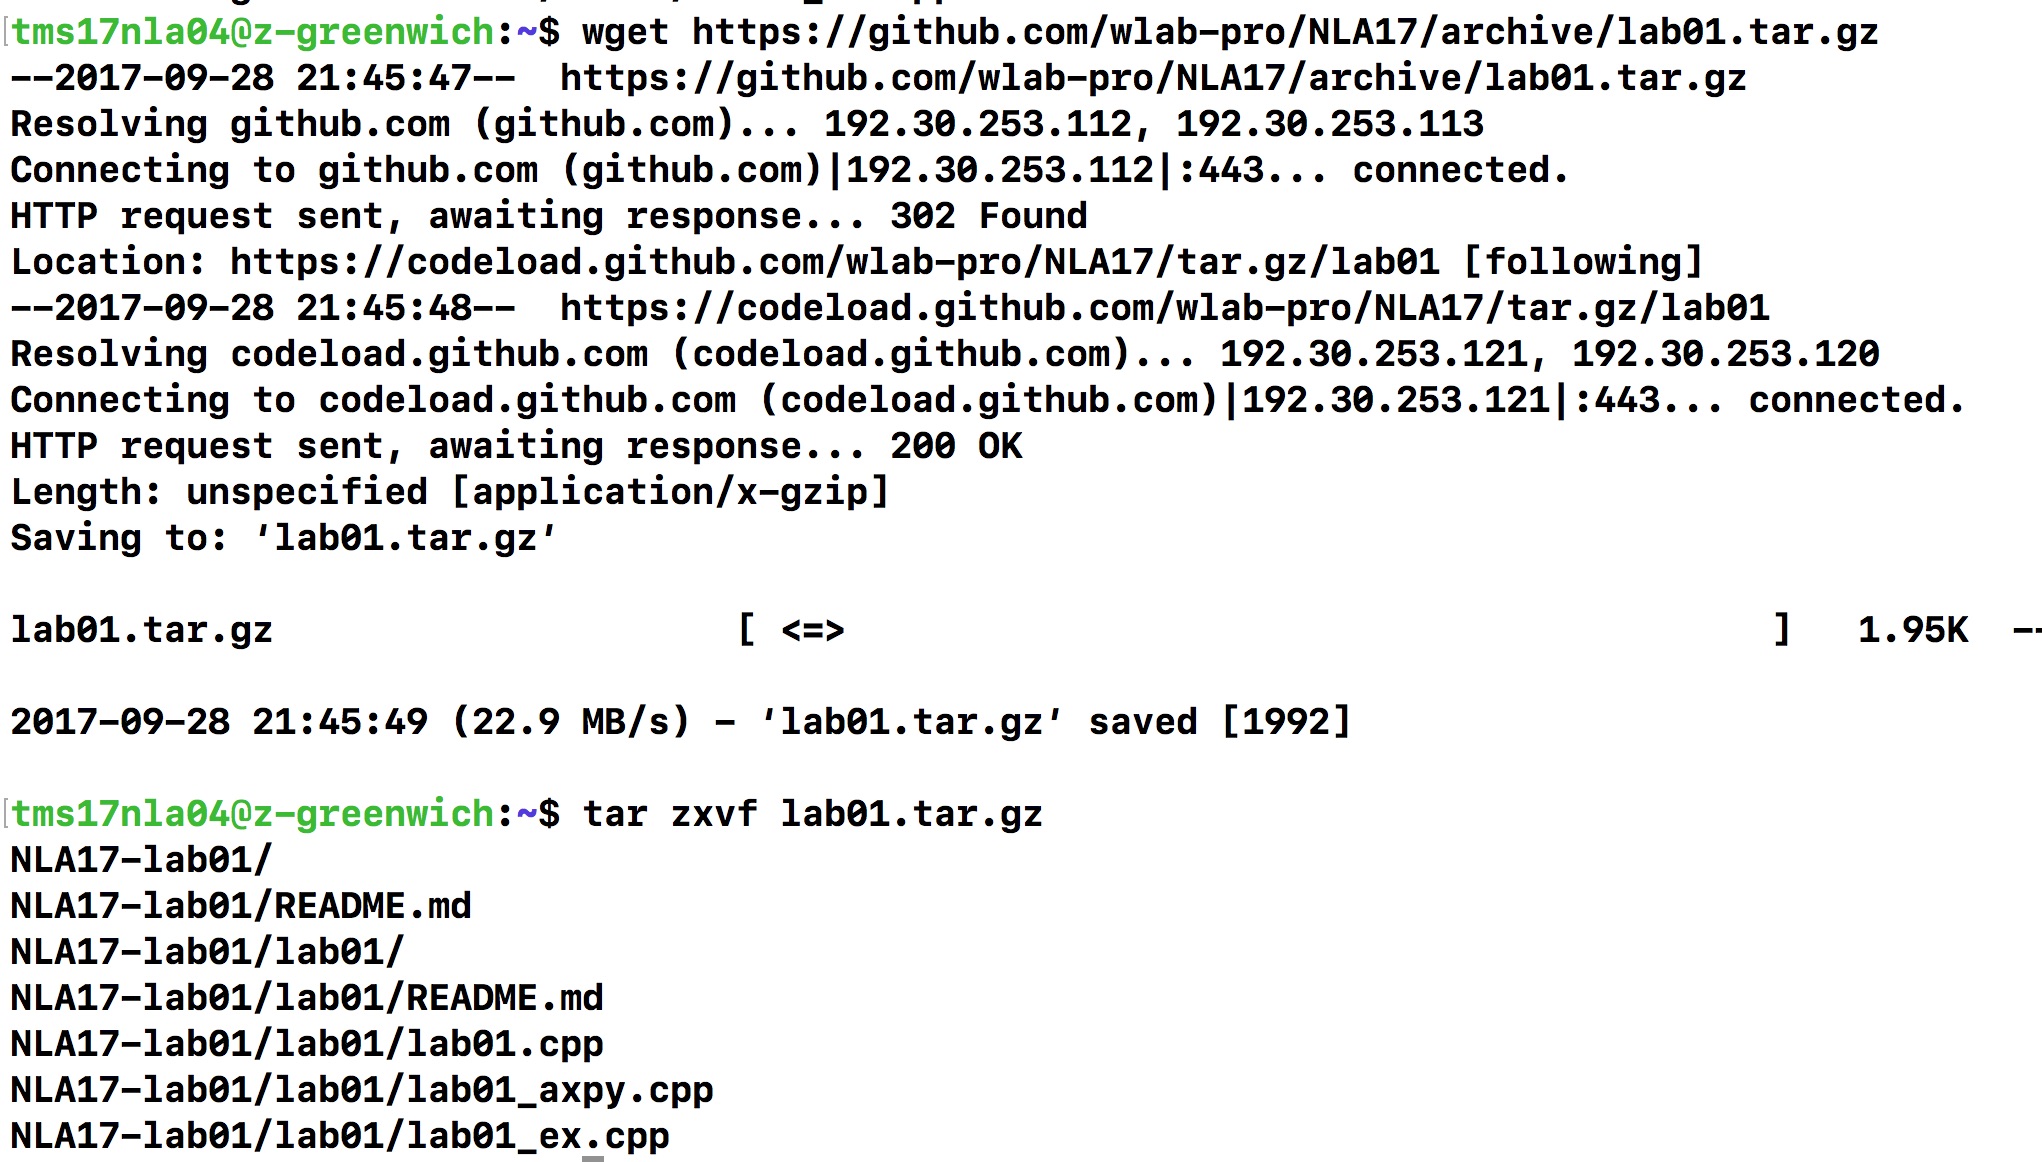 tms17nla04@z-greenwich:~$ wget https://github.com/wlab-pro/NLA17/archive/lab01.tar.gz
--2017-09-28 21:45:47--  https://github.com/wlab-pro/NLA17/archive/lab01.tar.gz
Resolving github.com (github.com)... 192.30.253.112, 192.30.253.113
Connecting to github.com (github.com)|192.30.253.112|:443... connected.
HTTP request sent, awaiting response... 302 Found
Location: https://codeload.github.com/wlab-pro/NLA17/tar.gz/lab01 [following]
--2017-09-28 21:45:48--  https://codeload.github.com/wlab-pro/NLA17/tar.gz/lab01
Resolving codeload.github.com (codeload.github.com)... 192.30.253.121, 192.30.253.120
Connecting to codeload.github.com (codeload.github.com)|192.30.253.121|:443... connected.
HTTP request sent, awaiting response... 200 OK
Length: unspecified [application/x-gzip]
Saving to: ‘lab01.tar.gz’
lab01.tar.gz                     [ <=>                                          ]   1.95K  --
2017-09-28 21:45:49 (22.9 MB/s) - ‘lab01.tar.gz’ saved [1992]
tms17nla04@z-greenwich:~$ tar zxvf lab01.tar.gz
NLA17-lab01/
NLA17-lab01/README.md
NLA17-lab01/lab01/
NLA17-lab01/lab01/README.md
NLA17-lab01/lab01/lab01.cpp
NLA17-lab01/lab01/lab01_axpy.cpp
NLA17-lab01/lab01/lab01_ex.cpp